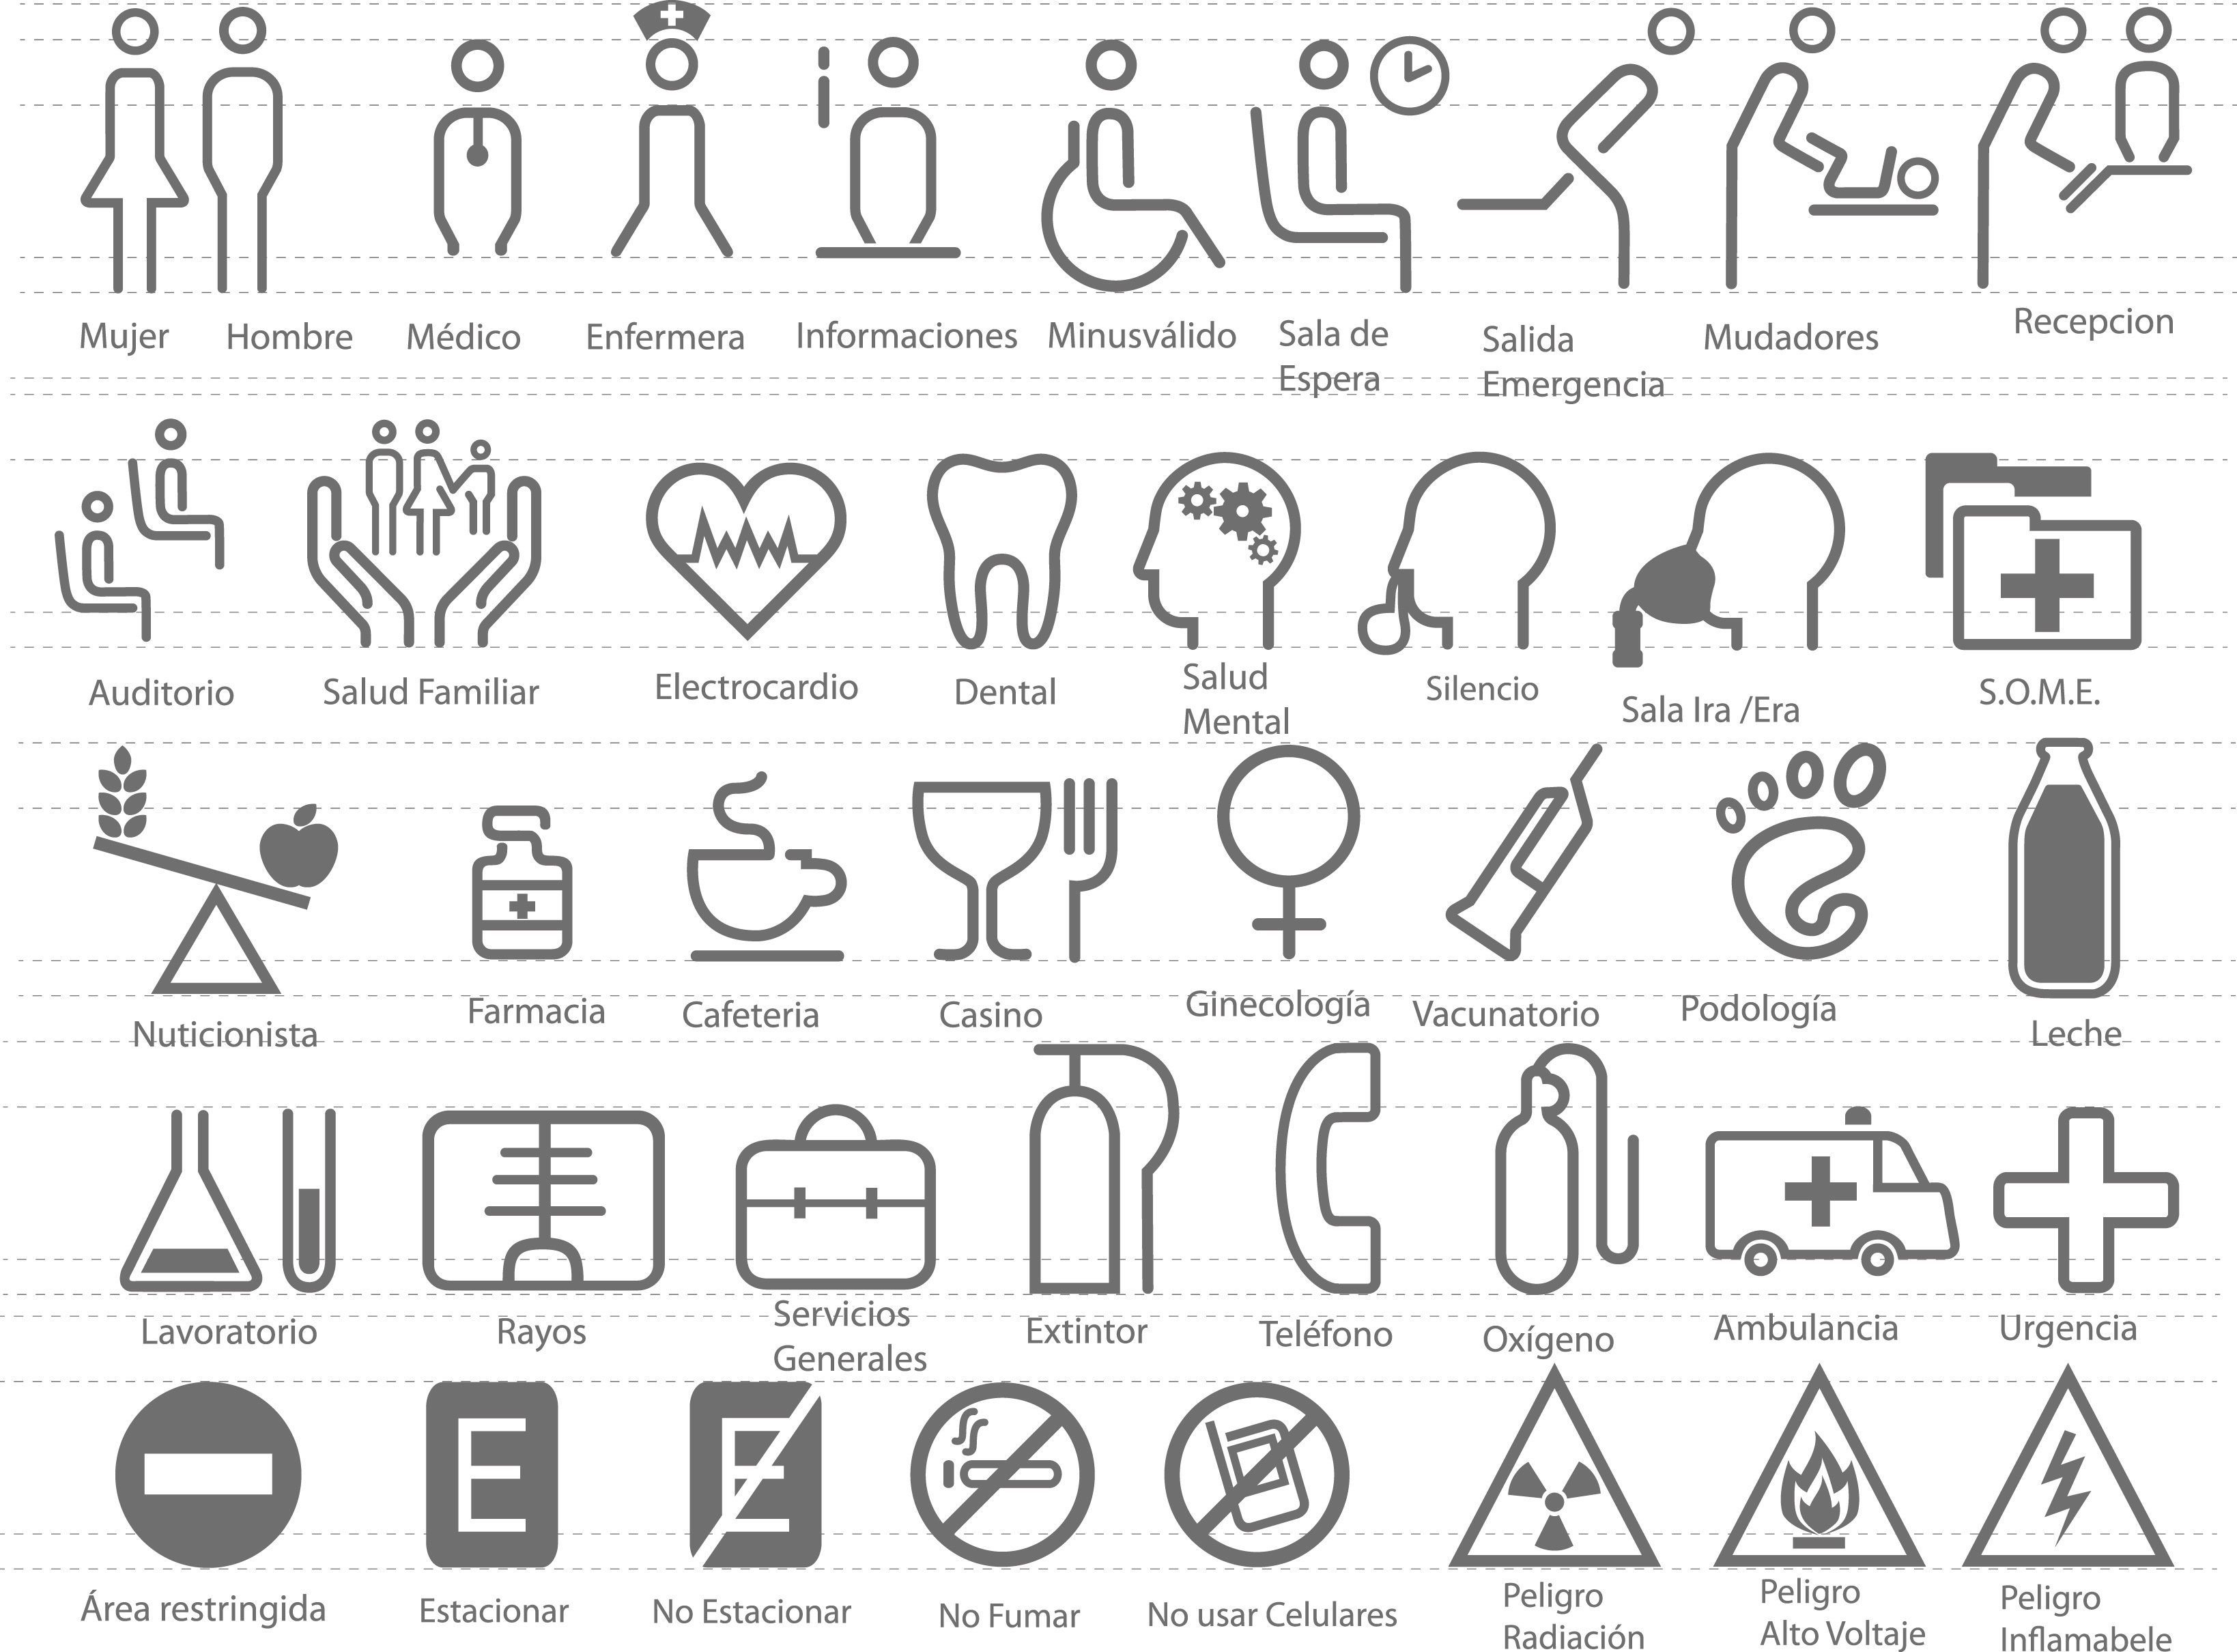 Mujer
Hombre
Médico
Enfermera
Informaciones
Minusválido
Sala de
Espera
Salida
Emergencia
Mudadores
Recepcion
Auditorio
Salud Familiar
Electrocardio
Dental
Salud
Mental
Silencio
Sala Ira /Era
S.O.M.E.
Nuticionista
Farmacia
Cafeteria
Casino
Ginecología
Vacunatorio
Podología
Leche
Lavoratorio
Rayos
Servicios
Generales
Extintor
Teléfono
Oxígeno
Ambulancia
Urgencia
E
E
Área restringida
Estacionar
No Estacionar
No Fumar
No usar Celulares
Peligro
Radiación
Peligro
Alto Voltaje
Peligro
Inflamabele